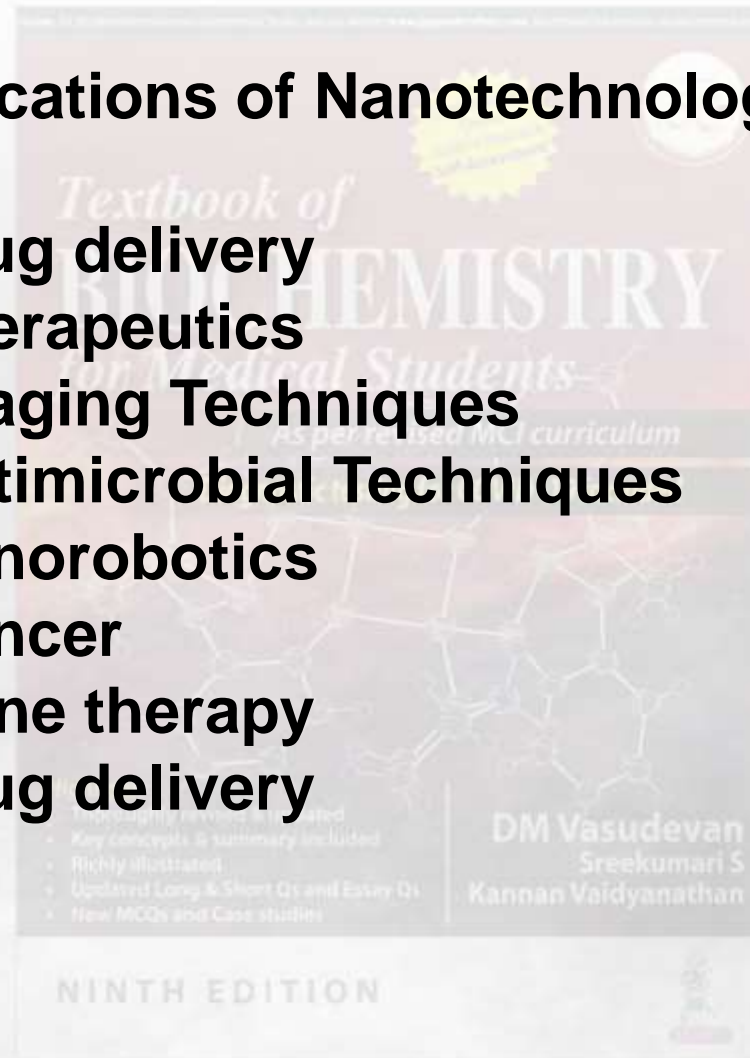 cations of Nanotechnolog
Textbook of
ug delivery
BIOCHEMISTRY
erapeutics
for Medical Students
aging Techniques
As per revised MCI curriculum
timicrobial Techniques
norobotics
ncer
ne therapy
ug delivery
Thoroughly revised
• Key concepts & summary included
• Richly illustrated
• Updated Long & Short Qs and Essay Qs
• New MCQs and Case studies
DM Vasudevan
Sreekumari S
Kannan Vaidyanathan
NINTH EDITION